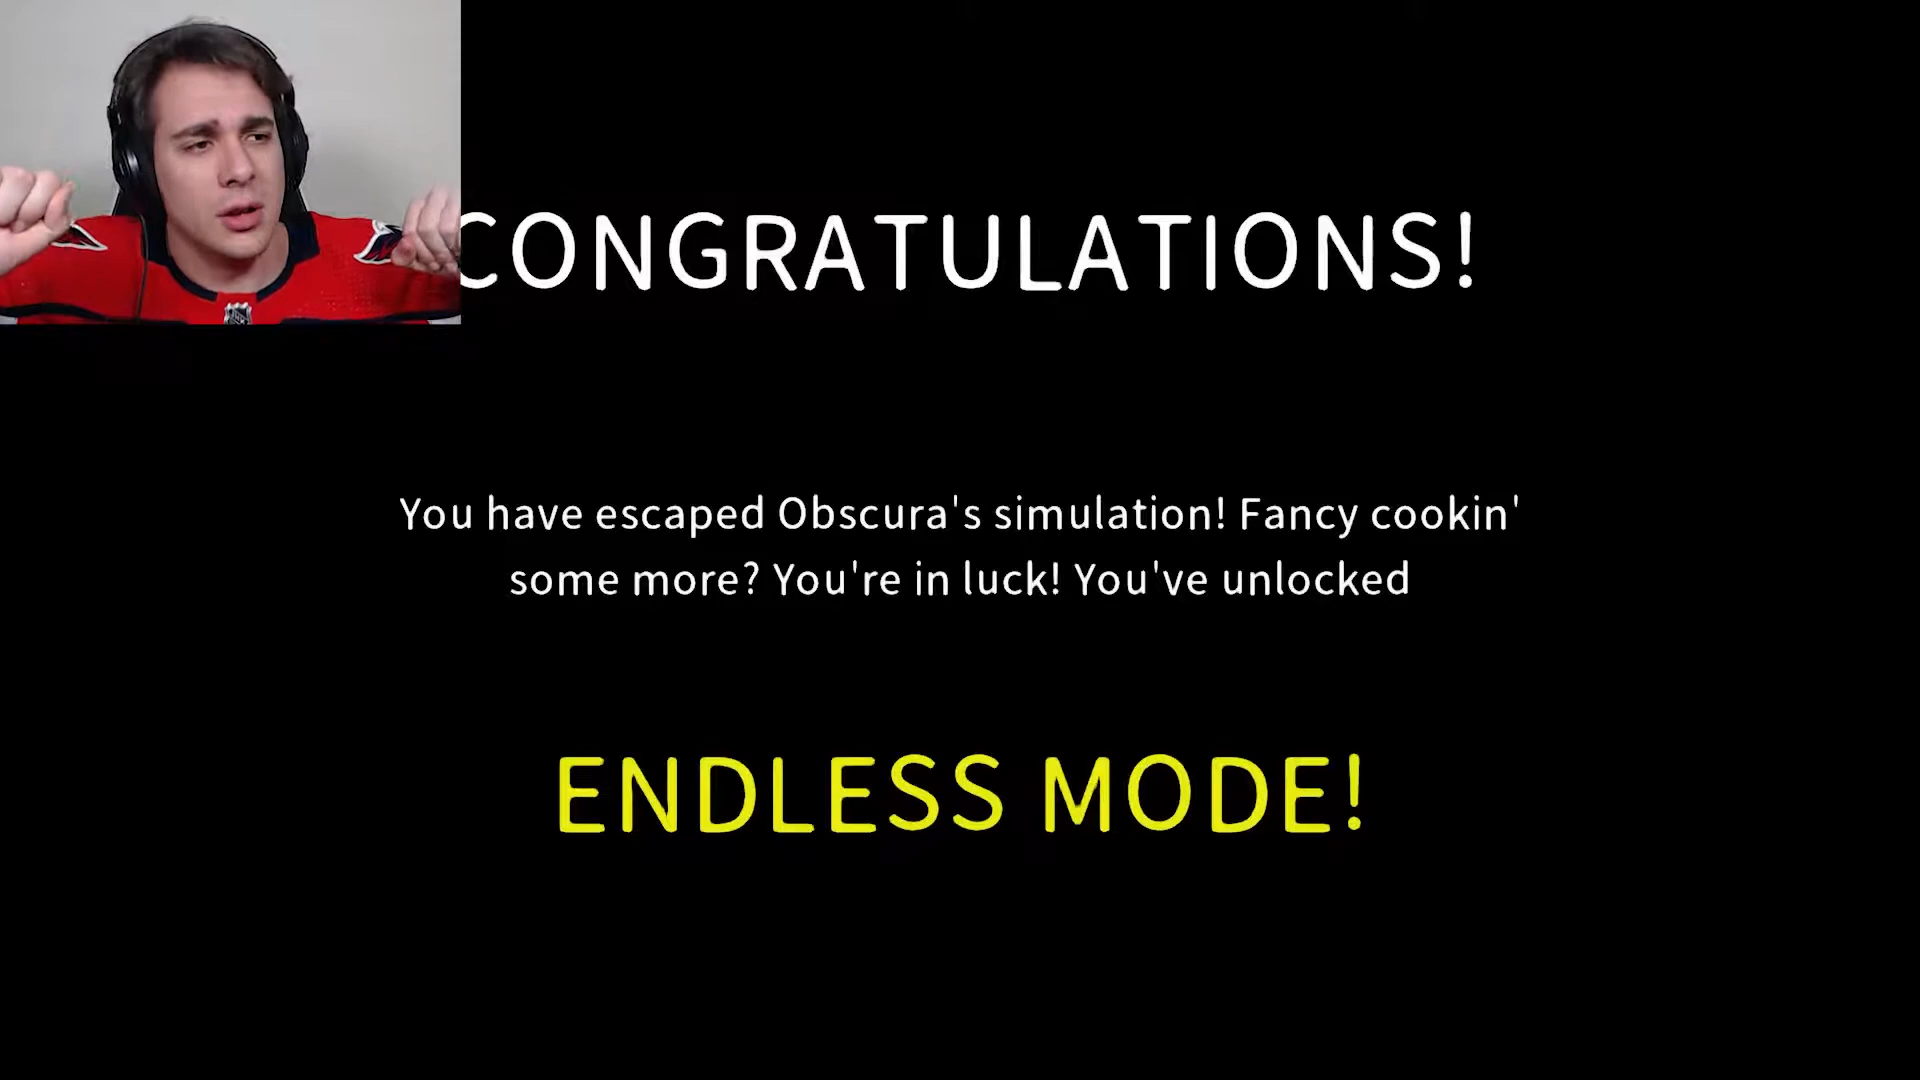 CONGRATULATIONS!
You have escaped Obscura's simulation! Fancy cookin'
some more? You're in luck! You've unlocked
ENDLESS MODE!